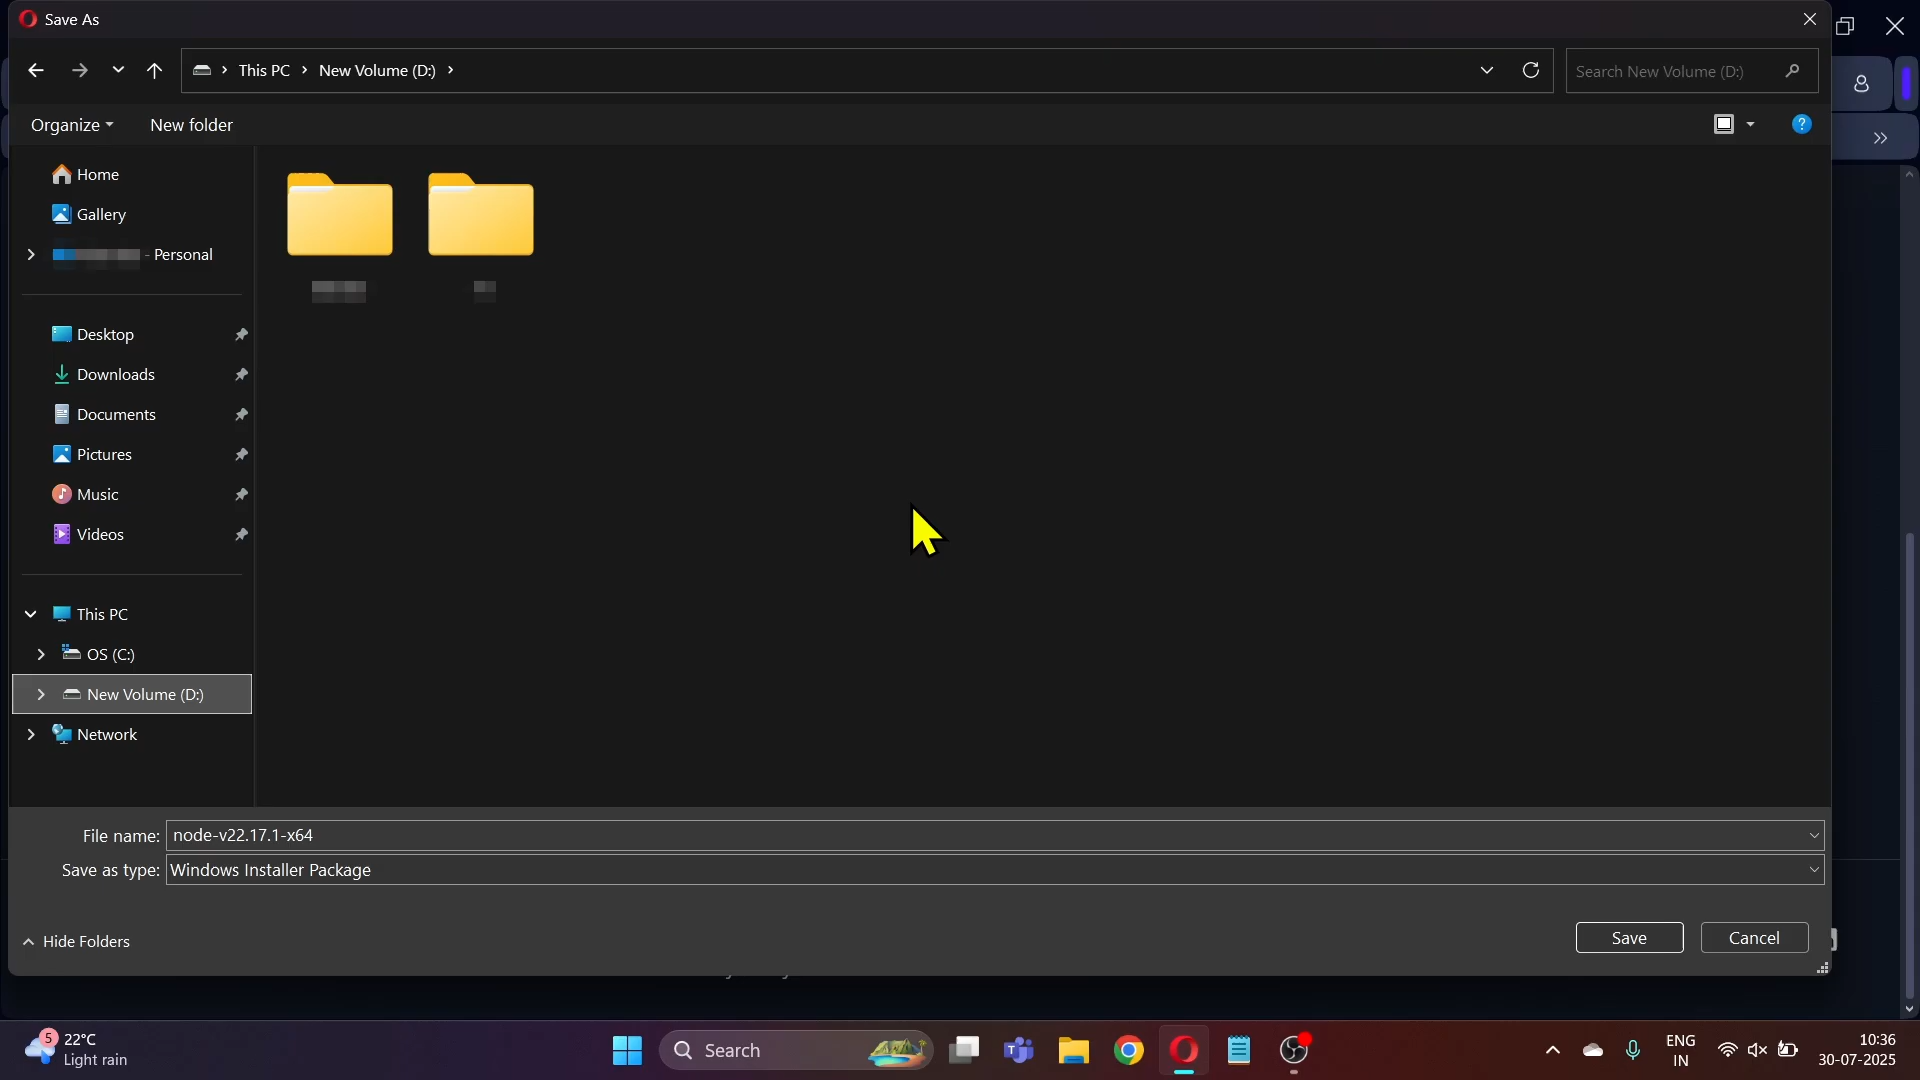 Save As
This PC
New Volume (D:)
Search New Volume (D:)
Organize
New folder
Home
Gallery
- Personal
Desktop
Downloads
Documents
Pictures
Music
Videos
This PC
OS (C:)
New Volume (D:)
Network
File name: node-v22.17.1-x64
Save as type: Windows Installer Package
Hide Folders
Save
Cancel
5
22°C
Light rain
Search
ENG
IN
10:36
30-07-2025